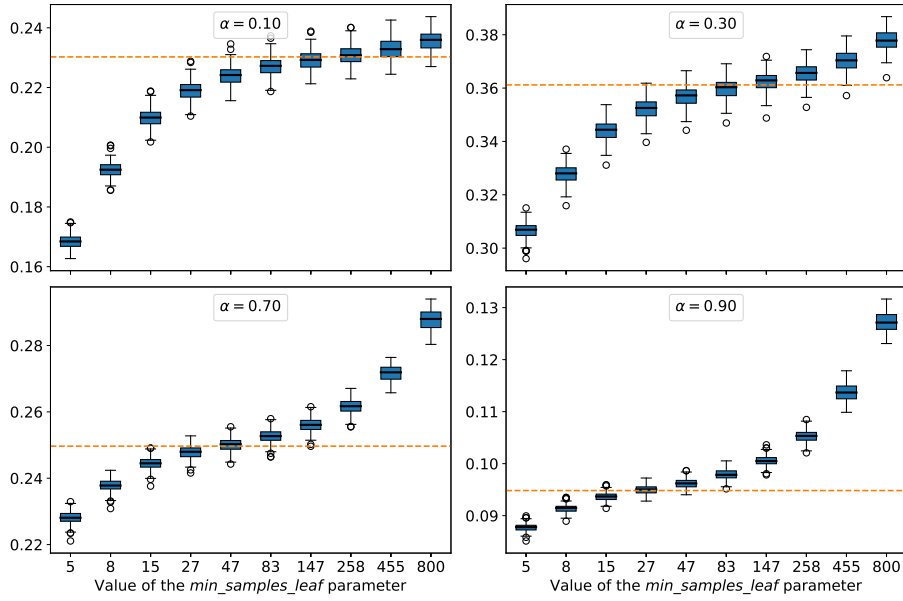 α = 0.10
0.24
0.22
0.20
0.18
0.16
α = 0.30
0.38
0.36
0.34
0.32
0.30
α = 0.70
0.28
0.26
0.24
0.22
5 8 15 27 47 83 147 258 455 800
Value of the min_samples_leaf parameter
α = 0.90
0.13
0.12
0.11
0.10
0.09
5 8 15 27 47 83 147 258 455 800
Value of the min_samples_leaf parameter